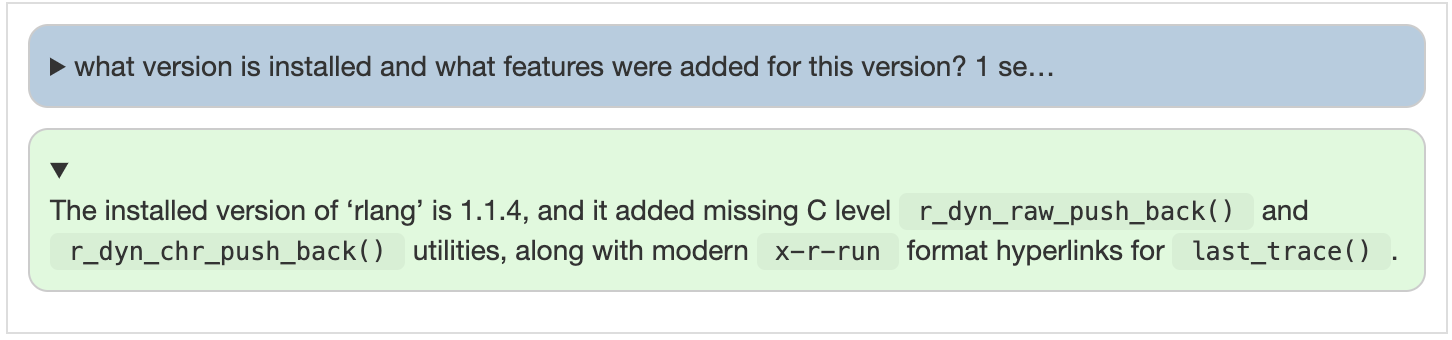 ▶ what version is installed and what features were added for this version? 1 se…
▼
The installed version of ‘rlang’ is 1.1.4, and it added missing C level r_dyn_raw_push_back() and
r_dyn_chr_push_back() utilities, along with modern x-r-run format hyperlinks for last_trace() .